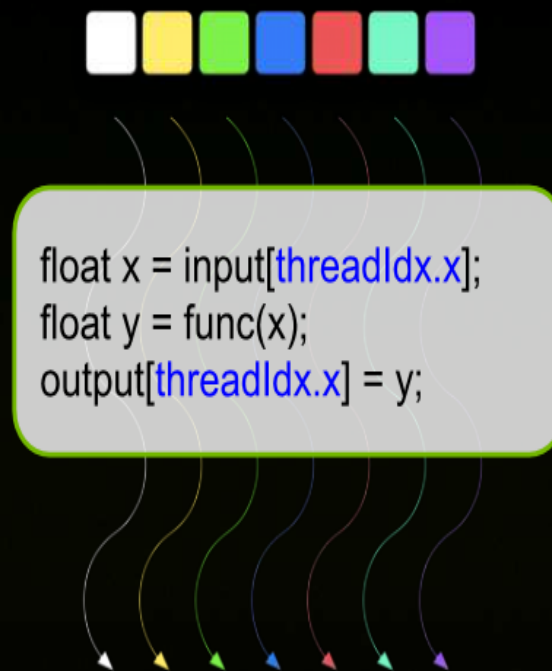 float x = input[threadIdx.x];
float y = func(x);
output[threadIdx.x] = y;